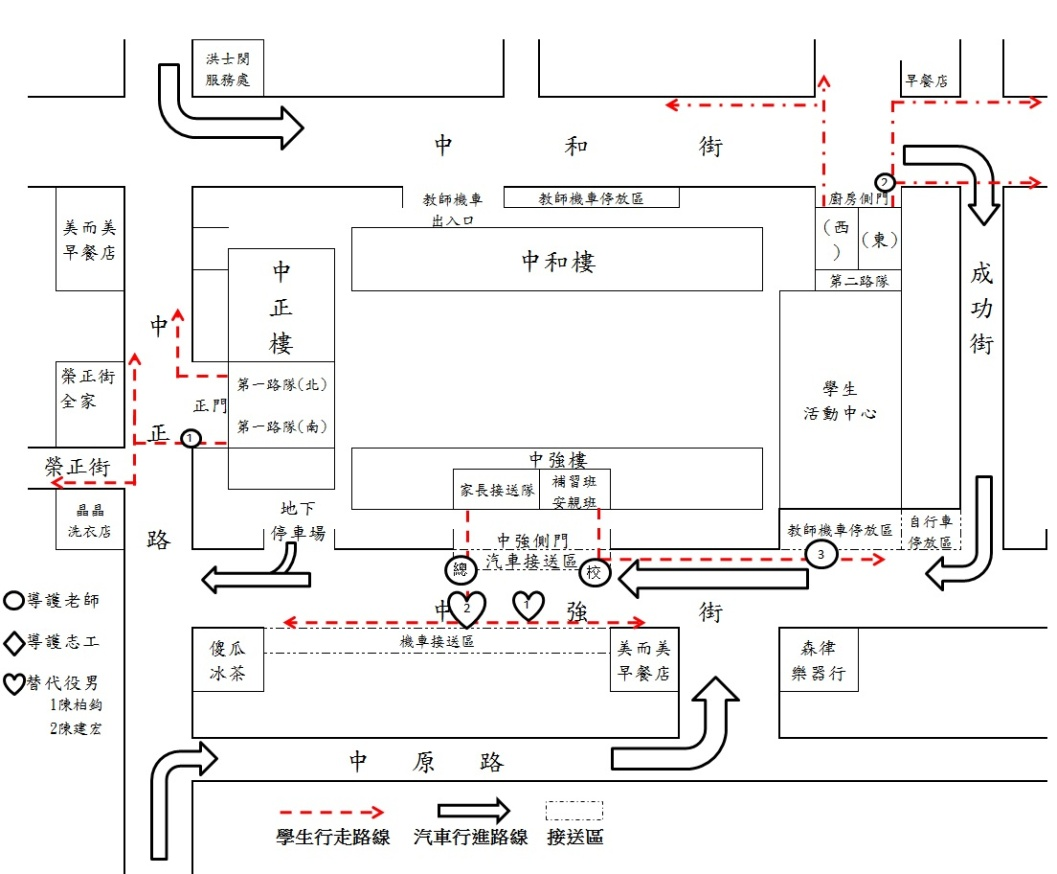 洪士閔
服務處
早餐店
中和街
2
教師機車
出入口
教師機車停放區
廚房側門
美而美
早餐店
(西
)
(東)
第二路隊
中正樓
中和樓
成功街
中正路
榮正街
全家
第一路隊(北)
正門
第一路隊(南)
1
學生
活動中心
榮正街
中強樓
家長接送隊
補習班
安親班
晶晶
洗衣店
地下
停車場
中強側門
汽車接送區
教師機車停放區
自行車
停放區
3
總
校
導護老師
2
1
中強街
導護志工
機車接送區
傻瓜
冰茶
美而美
早餐店
森律
樂器行
替代役男
1陳柏鈞
2陳建宏
中原路
學生行走路線
汽車行進路線
接送區